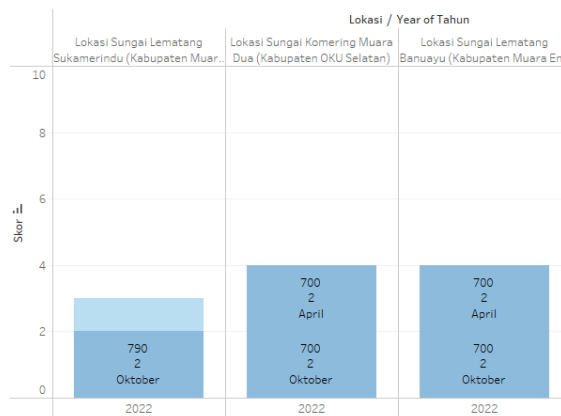 Lokasi / Year of Tahun
Lokasi Sungai Lematang
Sukamerindu (Kabupaten Muar..
Lokasi Sungai Komering Muara
Dua (Kabupaten OKU Selatan)
Lokasi Sungai Lematang
Banuayu (Kabupaten Muara En
10
8
6
4
2
0
Skor
790
2
Oktober
700
2
April
700
2
Oktober
700
2
April
700
2
Oktober
2022
2022
2022